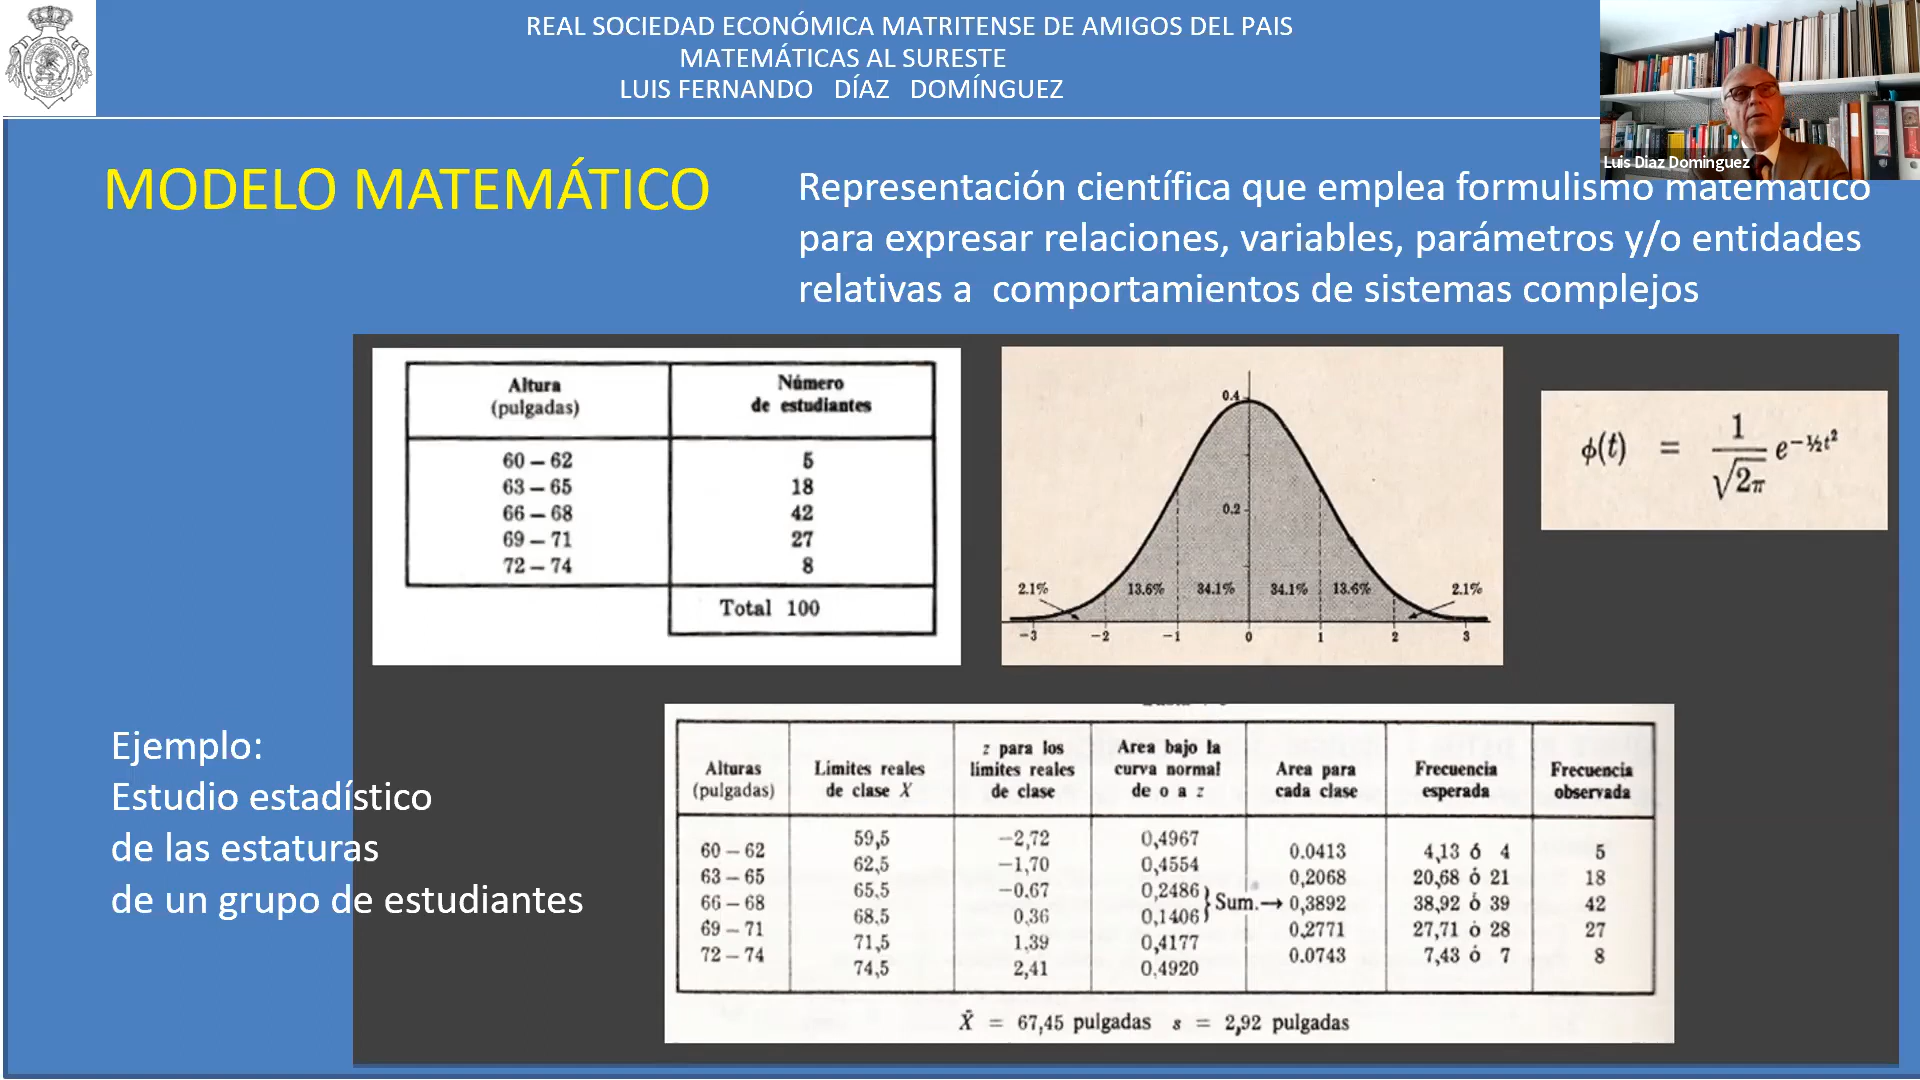 REAL SOCIEDAD ECONÓMICA MATRITENSE DE AMIGOS DEL PAIS
MATEMÁTICAS AL SURESTE
LUIS FERNANDO DÍAZ DOMÍNGUEZ
Luis Diaz Dominguez
MODELO MATEMÁTICO
Representación científica que emplea formulismo matemático
para expresar relaciones, variables, parámetros y/o entidades
relativas a comportamientos de sistemas complejos
Altura (pulgadas) Número de estudiantes
60 – 62 5
63 – 65 18
66 – 68 42
69 – 71 27
72 – 74 8
Total 100
0.4
0.2
2.1% 13.6% 34.1% 34.1% 13.6% 2.1%
−3 −2 −1 0 1 2 3
ϕ(t) = 1/√2π e^−½t²
Ejemplo:
Estudio estadístico
de las estaturas
de un grupo de estudiantes
Alturas (pulgadas) Limites reales de clase X z para los limites reales de clase Area bajo la curva normal de o a z Area para cada clase Frecuencia esperada Frecuencia observada
59,5 −2,72 0,4967
60 – 62 0.0413 4,13 ó 4 5
62,5 −1,70 0,4554
63 – 65 0,2068 20,68 ó 21 18
65,5 −0.67 0,2486
66 – 68 Sum.→ 0,3892 38,92 ó 39 42
68,5 0,36 0,1406
69 – 71 0,2771 27,71 ó 28 27
71,5 1,39 0,4177
72 – 74 0.0743 7,43 ó 7 8
74,5 2,41 0,4920
X̄ = 67,45 pulgadas s = 2,92 pulgadas